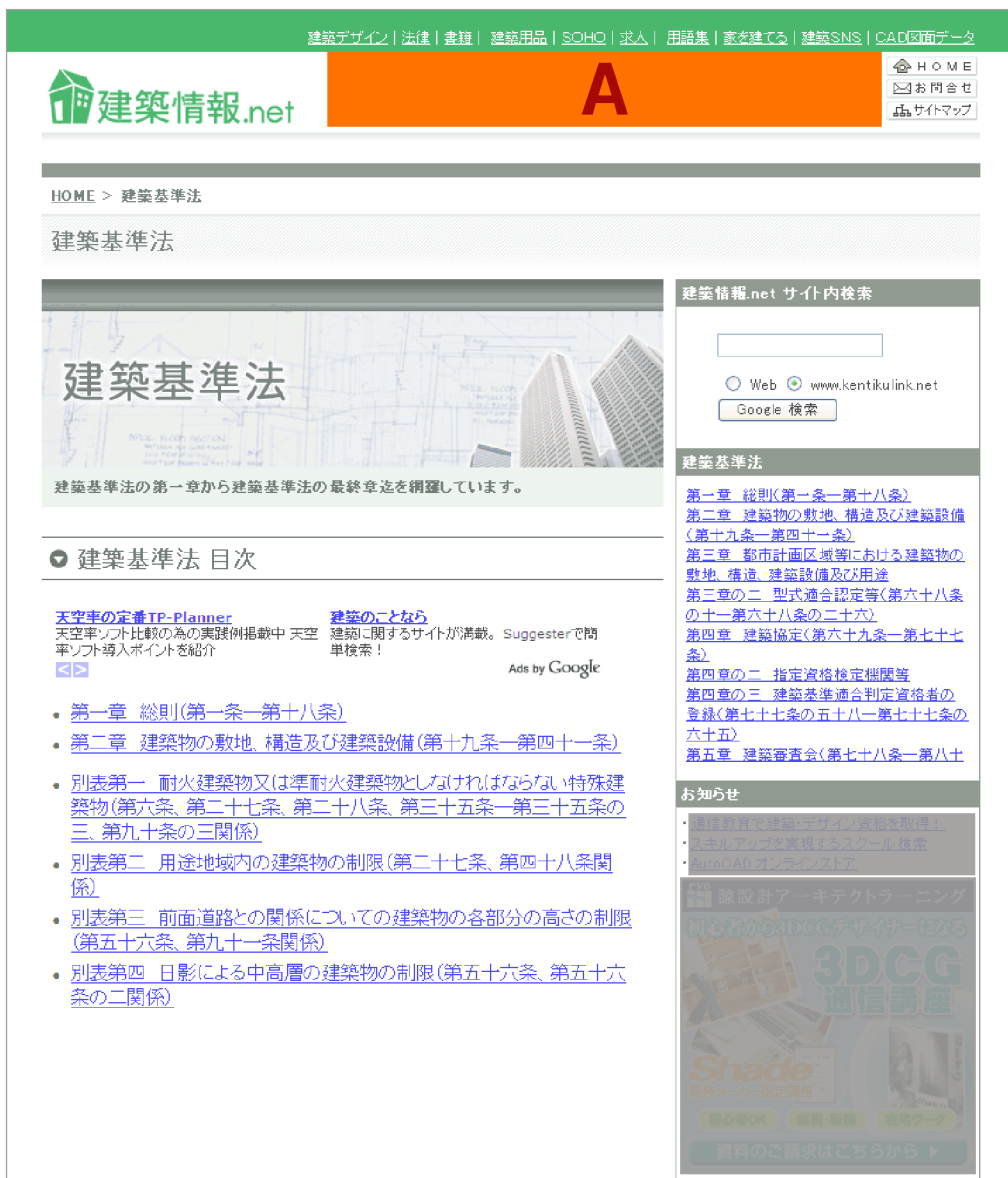 建築デザイン | 法律 | 書籍 | 建築用品 | SOHO | 求人 | 用語集 | 家を建てる | 建築SNS | CAD図面データ
建築情報.net
A
HOME
お問合せ
サイトマップ
HOME > 建築基準法
建築基準法
建築基準法
建築基準法の第一章から建築基準法の最終章迄を網羅しています。
建築基準法 目次
天空率の定番TP-Planner
天空率ソフト比較の為の実践例掲載中 天空
率ソフト導入ポイントを紹介
建築のことなら
建築に関するサイトが満載。Suggesterで簡
単検索！
Ads by Google
第一章 総則(第一条―第十八条)
第二章 建築物の敷地、構造及び建築設備(第十九条―第四十一条)
別表第一 耐火建築物又は準耐火建築物としなければならない特殊建
築物(第六条、第二十七条、第二十八条、第三十五条―第三十五条の
三、第九十条の三関係)
別表第二 用途地域内の建築物の制限(第二十七条、第四十八条関
係)
別表第三 前面道路との関係についての建築物の各部分の高さの制限
(第五十六条、第九十一条関係)
別表第四 日影による中高層の建築物の制限(第五十六条、第五十六
条の二関係)
建築情報.net サイト内検索
Web www.kentikulink.net
Google 検索
建築基準法
第一章 総則(第一条―第十八条)
第二章 建築物の敷地、構造及び建築設備
(第十九条―第四十一条)
第三章 都市計画区域等における建築物の
敷地、構造、建築設備及び用途
第三章の二 型式適合認定等(第六十八条
の十―第六十八条の二十六)
第四章 建築協定(第六十九条―第七十七
条)
第四章の二 指定資格検定機関等
第四章の三 建築基準適合判定資格者の
登録(第七十七条の五十八―第七十七条の
六十五)
第五章 建築審査会(第七十八条―第八十
お知らせ
・通信教育で建築・デザイン資格を取得！
・スキルアップを実現するスクール検索
・AutoCAD オンラインストア
諒設計アーキテクトラーニング
初心者から3DCG
3DCG
通信講座
Shade
初心者OK
在宅ワーク
資料のご請求はこちらから